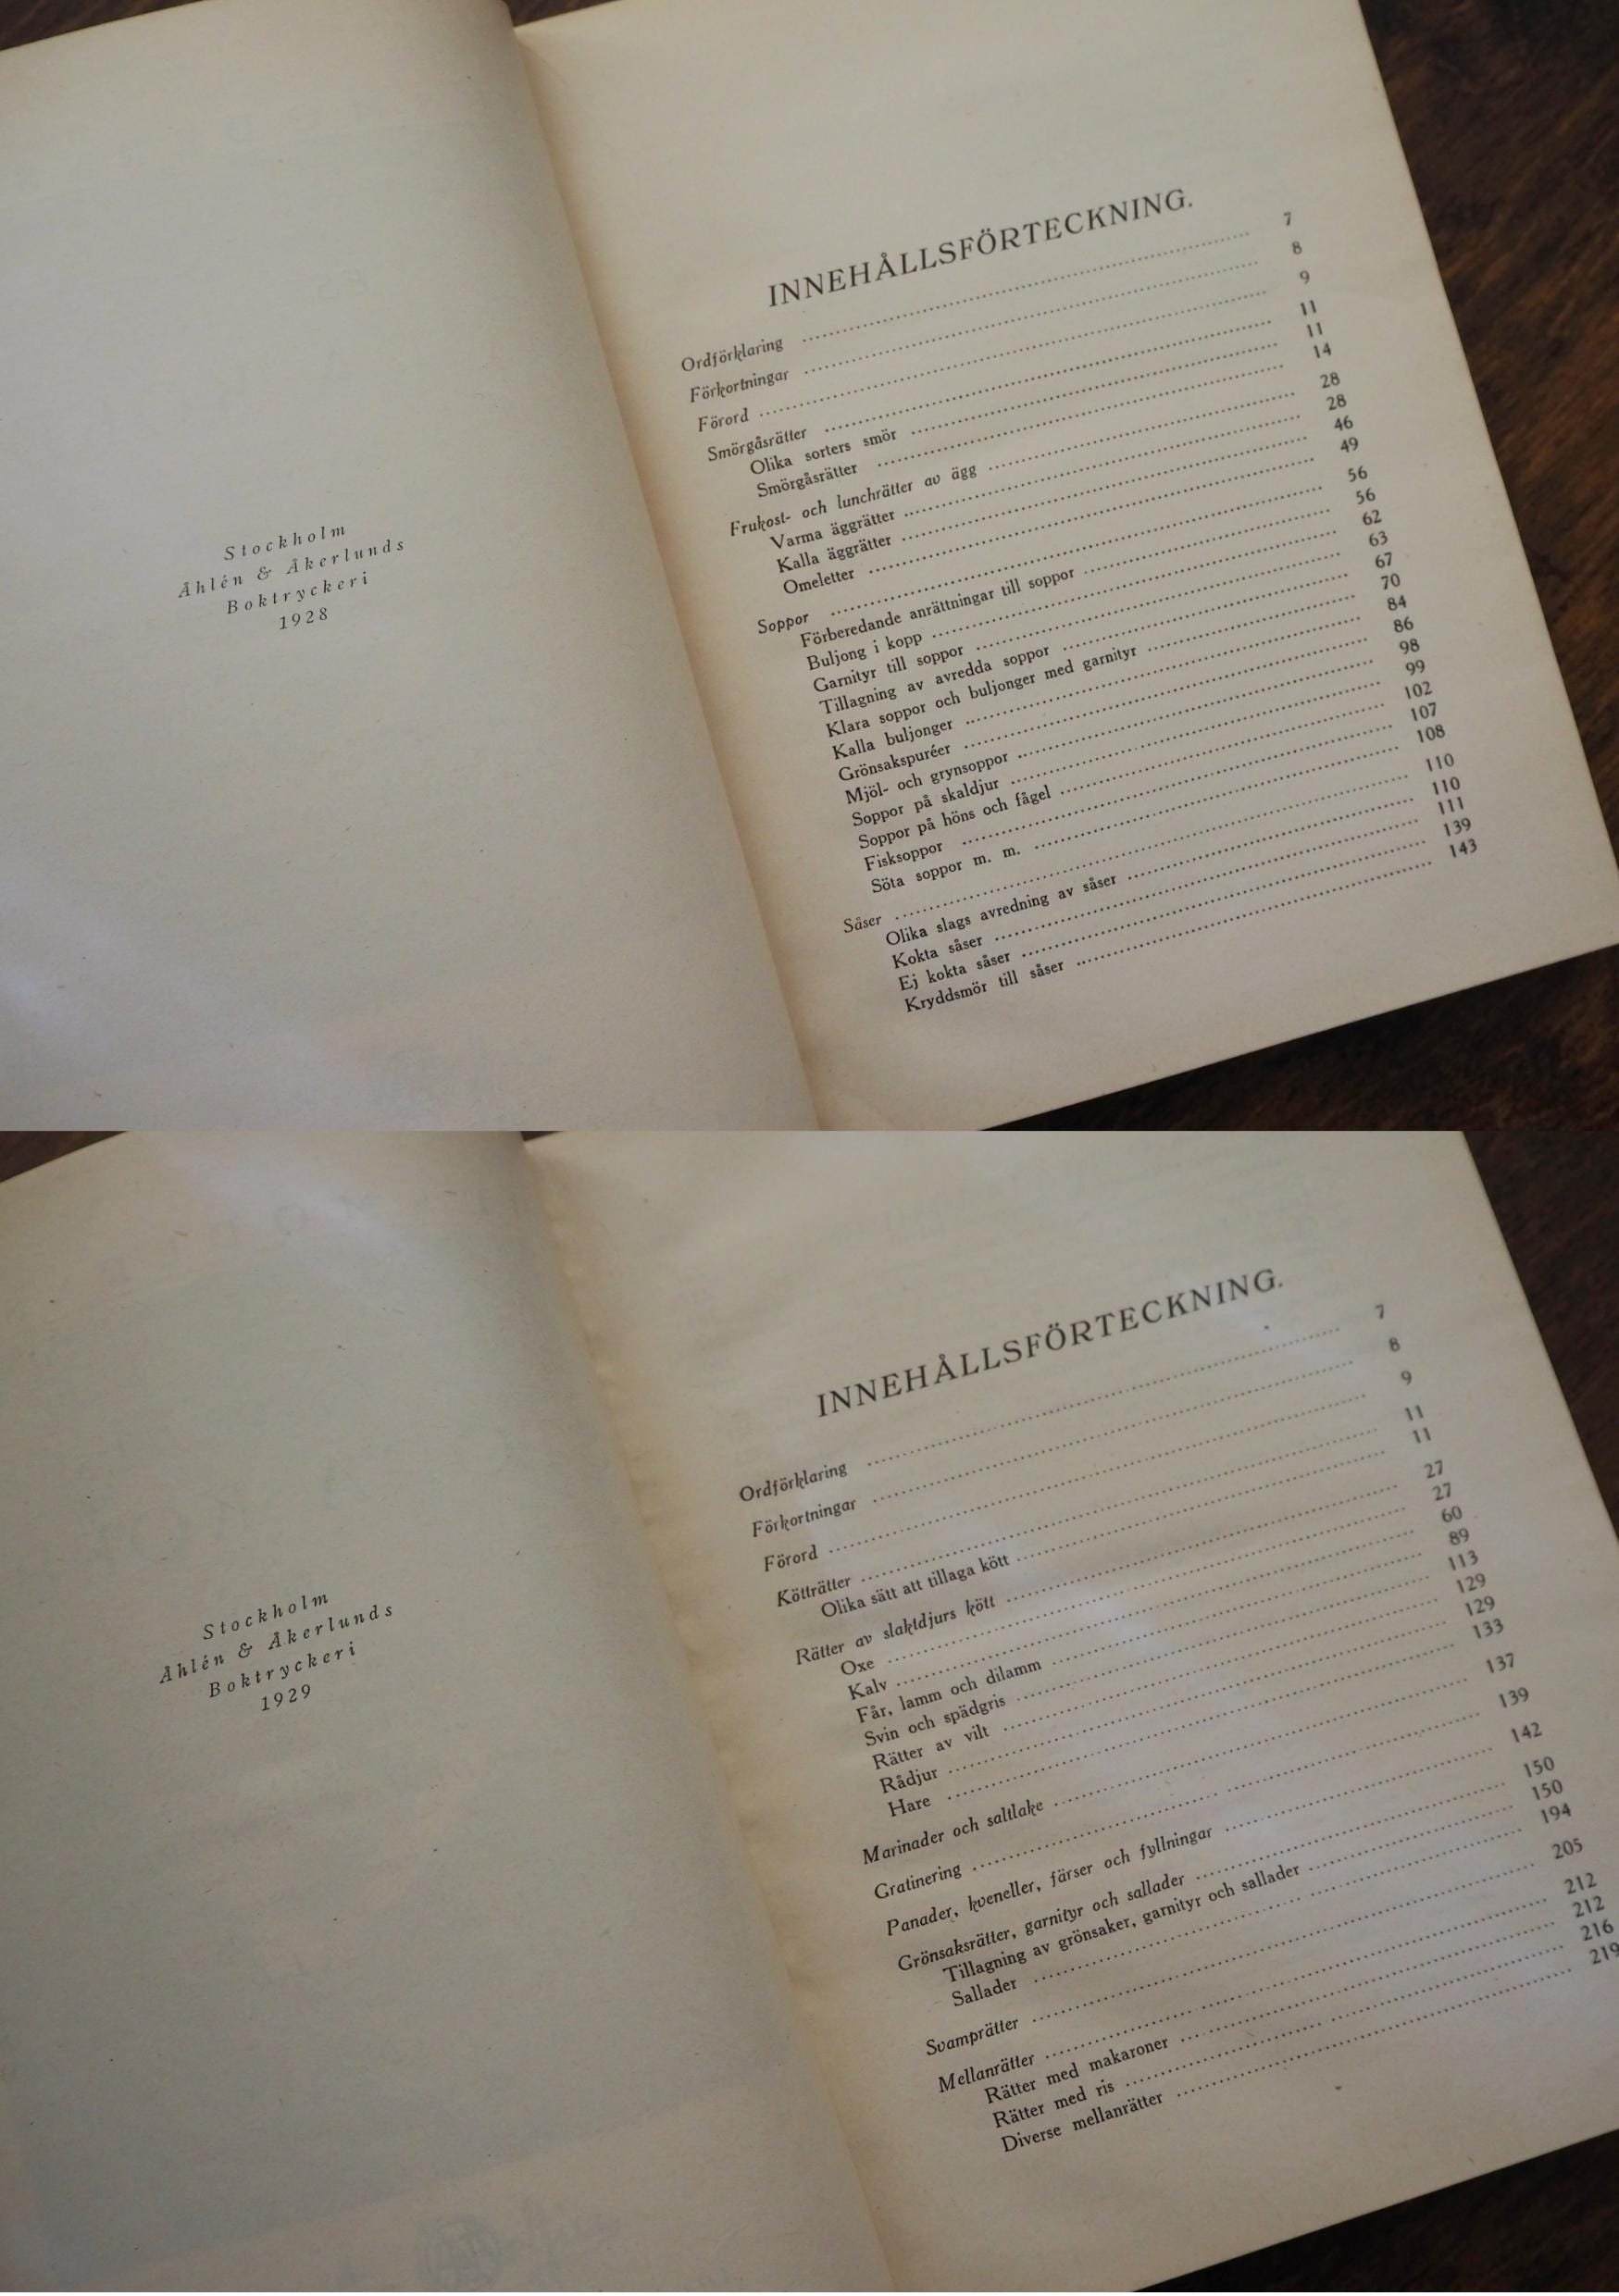 Stockholm
Åhlén & Åkerlunds
Boktryckeri
1928
INNEHÅLLSFÖRTECKNING.
Ordförklaring 7
Förkortningar 8
Förord 9
Smörgåsrätter 11
Olika sorters smör 11
Smörgåsrätter 14
Frukost- och lunchrätter av ägg 28
Varma äggrätter 28
Kalla äggrätter 46
Omeletter 49
Soppor 56
Förberedande anrättningar till soppor 56
Buljong i kopp 62
Garnityr till soppor 63
Tillagning av avredda soppor 67
Klara soppor och buljonger med garnityr 70
Kalla buljonger 84
Grönsakspuréer 86
Mjöl- och grynsoppor 98
Soppor på skaldjur 99
Soppor på höns och fågel 102
Fisksoppor 107
Söta soppor m. m. 108
Såser 110
Olika slags avredning av såser 110
Kokta såser 111
Ej kokta såser 139
Kryddsmör till såser 143
Stockholm
Åhlén & Åkerlunds
Boktryckeri
1929
INNEHÅLLSFÖRTECKNING.
Ordförklaring 7
Förkortningar 8
Förord 9
Kötträtter 11
Olika sätt att tillaga kött 11
Rätter av slaktdjurs kött 27
Oxe 27
Kalv 60
Får, lamm och dilamm 89
Svin och spädgris 113
Rätter av vilt 129
Rådjur 129
Hare 133
Marinader och saltlake 137
Gratinering 139
Panader, kveneller, färser och fyllningar 142
Grönsaksrätter, garnityr och sallader 150
Tillagning av grönsaker, garnityr och sallader 150
Sallader 194
Svamprätter 205
Mellanrätter 212
Rätter med makaroner 212
Rätter med ris 216
Diverse mellanrätter 219